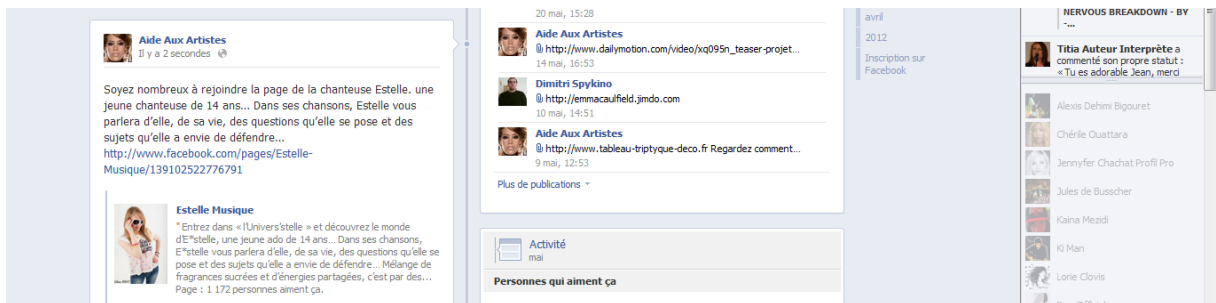 Aide Aux Artistes
Il y a 2 secondes
Soyez nombreux à rejoindre la page de la chanteuse Estelle. une
jeune chanteuse de 14 ans... Dans ses chansons, Estelle vous
parlera d'elle, de sa vie, des questions qu'elle se pose et des
sujets qu'elle a envie de défendre...
http://www.facebook.com/pages/Estelle-
Musique/139102522776791
Estelle Musique
"Entrez dans « l'Univers'stelle » et découvrez le monde
d'E*stelle, une jeune ado de 14 ans... Dans ses chansons,
E*stelle vous parlera d'elle, de sa vie, des questions qu'elle se
pose et des sujets qu'elle a envie de défendre... Mélange de
fragrances sucrées et d'énergies partagées, c'est par des...
Page : 1 172 personnes aiment ça.
20 mai, 15:28
Aide Aux Artistes
http://www.dailymotion.com/video/xq095n_teaser-projet...
14 mai, 16:53
Dimitri Spykino
http://emmacaulfield.jimdo.com
10 mai, 14:51
Aide Aux Artistes
http://www.tableau-triptyque-deco.fr Regardez comment...
9 mai, 12:53
Plus de publications
Activité
mai
Personnes qui aiment ça
avril
2012
Inscription sur
Facebook
NERVOUS BREAKDOWN - BY
-...
Titia Auteur Interprète a
commenté son propre statut :
« Tu es adorable Jean, merci
Alexis Dehimi Bigouret
Chérile Ouattara
Jennyfer Chachat Profil Pro
Jules de Busscher
Kaina Mezidi
Ki Man
Lorie Clovis